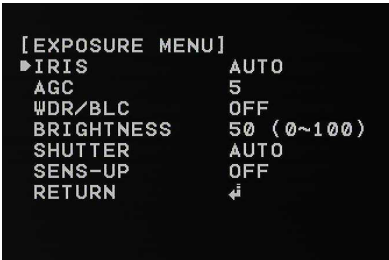 [EXPOSURE MENU]
IRIS AUTO
AGC 5
WDR/BLC OFF
BRIGHTNESS 50 (0~100)
SHUTTER AUTO
SENS-UP OFF
RETURN